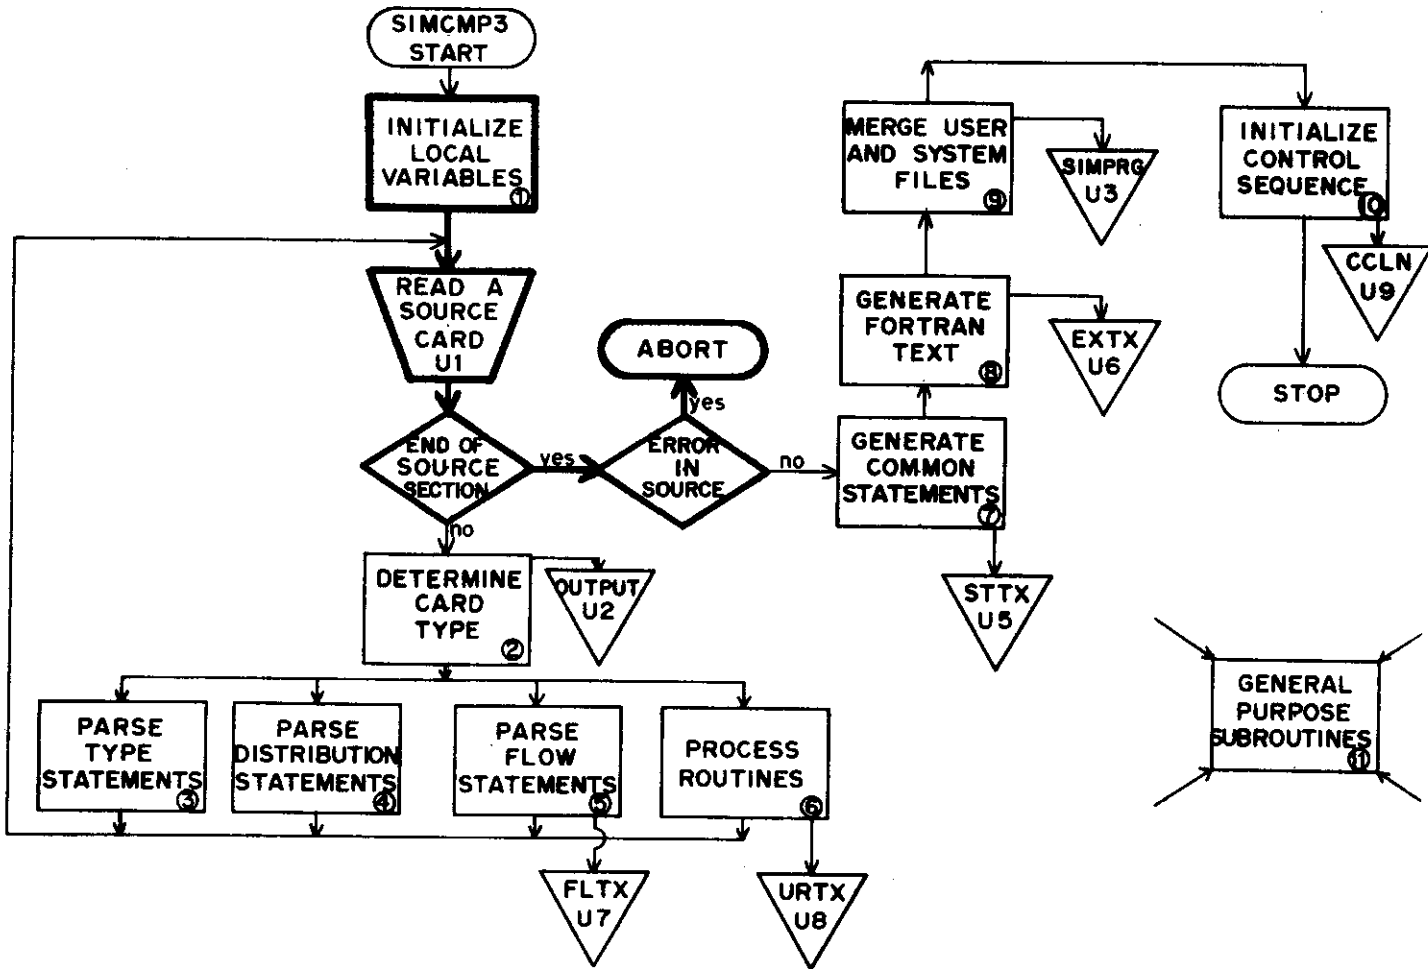 SIMCMP3
START
INITIALIZE
LOCAL
VARIABLES
①
READ A
SOURCE
CARD
U1
END OF
SOURCE
SECTION
yes
no
ERROR
IN
SOURCE
yes
no
ABORT
DETERMINE
CARD
TYPE
②
OUTPUT
U2
PARSE
TYPE
STATEMENTS
③
PARSE
DISTRIBUTION
STATEMENTS
④
PARSE
FLOW
STATEMENTS
⑤
PROCESS
ROUTINES
⑥
FLTX
U7
URTX
U8
GENERATE
COMMON
STATEMENTS
⑦
STTX
U5
GENERATE
FORTRAN
TEXT
⑧
EXTX
U6
MERGE USER
AND SYSTEM
FILES
⑨
SIMPRG
U3
INITIALIZE
CONTROL
SEQUENCE
⑩
CCLN
U9
STOP
GENERAL
PURPOSE
SUBROUTINES
⑪